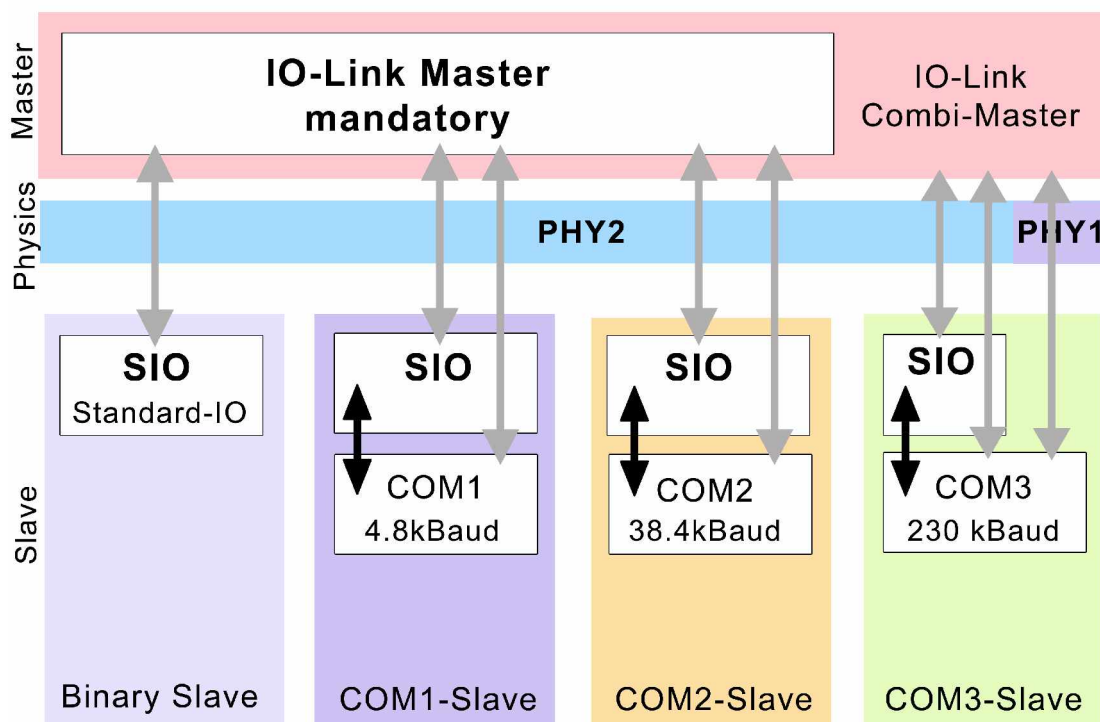 Master
IO-Link Master
mandatory
IO-Link
Combi-Master
Physics
PHY2
PHY1
Slave
SIO
Standard-IO
Binary Slave
SIO
COM1
4.8kBaud
COM1-Slave
SIO
COM2
38.4kBaud
COM2-Slave
SIO
COM3
230 kBaud
COM3-Slave